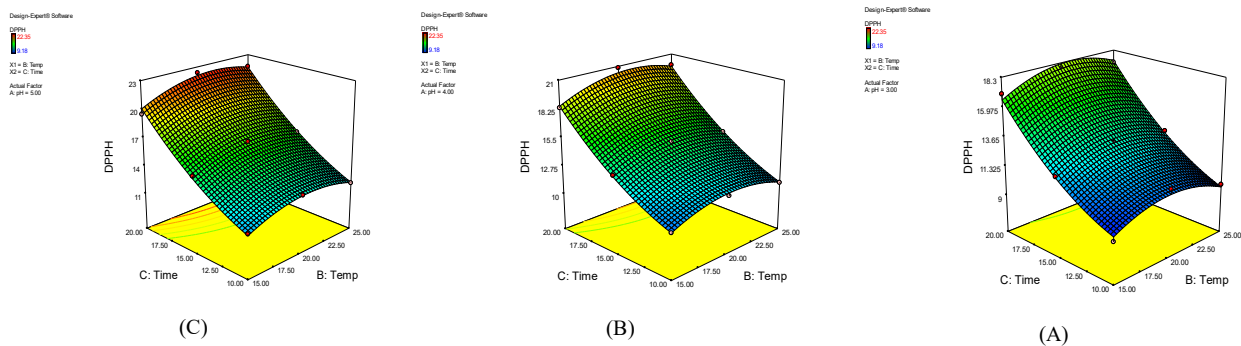 Design-Expert® Software
DPPH
22.35
9.18
X1 = B: Temp
X2 = C: Time
Actual Factor
A: pH = 5.00
23
20
17
14
11
DPPH
20.00
17.50
15.00
12.50
10.00
15.00
17.50
20.00
22.50
25.00
C: Time
B: Temp
(C)
Design-Expert® Software
DPPH
22.35
9.18
X1 = B: Temp
X2 = C: Time
Actual Factor
A: pH = 4.00
21
18.25
15.5
12.75
10
DPPH
20.00
17.50
15.00
12.50
10.00
15.00
17.50
20.00
22.50
25.00
C: Time
B: Temp
(B)
Design-Expert® Software
DPPH
22.35
9.18
X1 = B: Temp
X2 = C: Time
Actual Factor
A: pH = 3.00
18.3
15.975
13.65
11.325
9
DPPH
20.00
17.50
15.00
12.50
10.00
15.00
17.50
20.00
22.50
25.00
C: Time
B: Temp
(A)